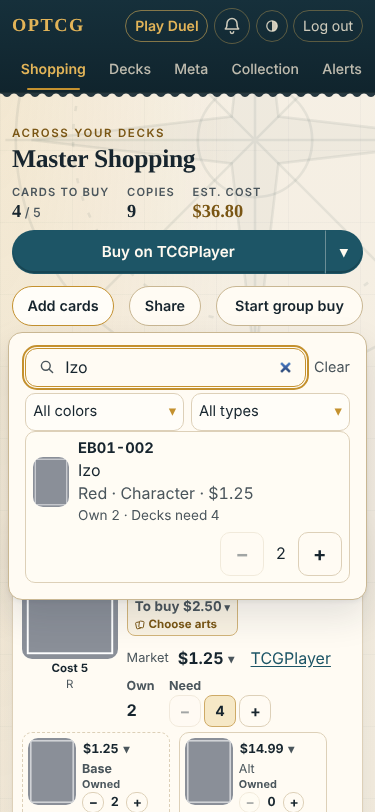 OPTCG
Play Duel
Log out
Shopping Decks Meta Collection Alerts
ACROSS YOUR DECKS
Master Shopping
CARDS TO BUY COPIES EST. COST
4 / 5 9 $36.80
Buy on TCGPlayer ▼
Add cards Share Start group buy
Izo Clear
All colors ▼ All types ▼
EB01-002
Izo
Red · Character · $1.25
Own 2 · Decks need 4
− 2 +
To buy $2.50 ▾
Choose arts
Cost 5
R
Market $1.25 ▾ TCGPlayer
Own Need
2 − 4 +
$1.25 ▾
Base
Owned
− 2 +
$14.99 ▾
Alt
Owned
− 0 +